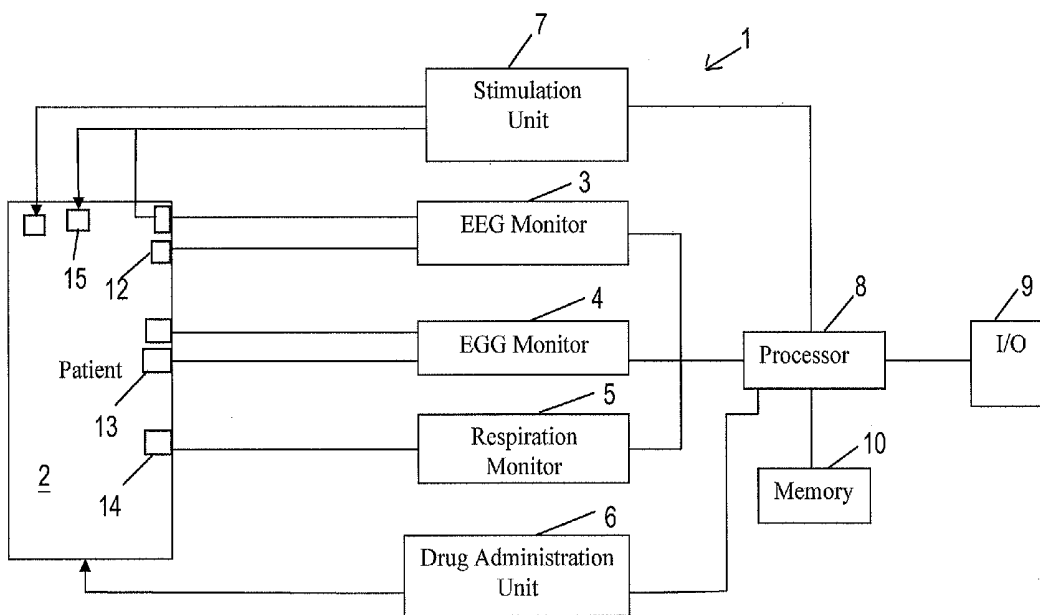 7
1
Stimulation
Unit
3
EEG Monitor
15
12
4
8
9
EGG Monitor
Processor
I/O
Patient
13
5
Respiration
Monitor
10
Memory
2
14
6
Drug Administration
Unit